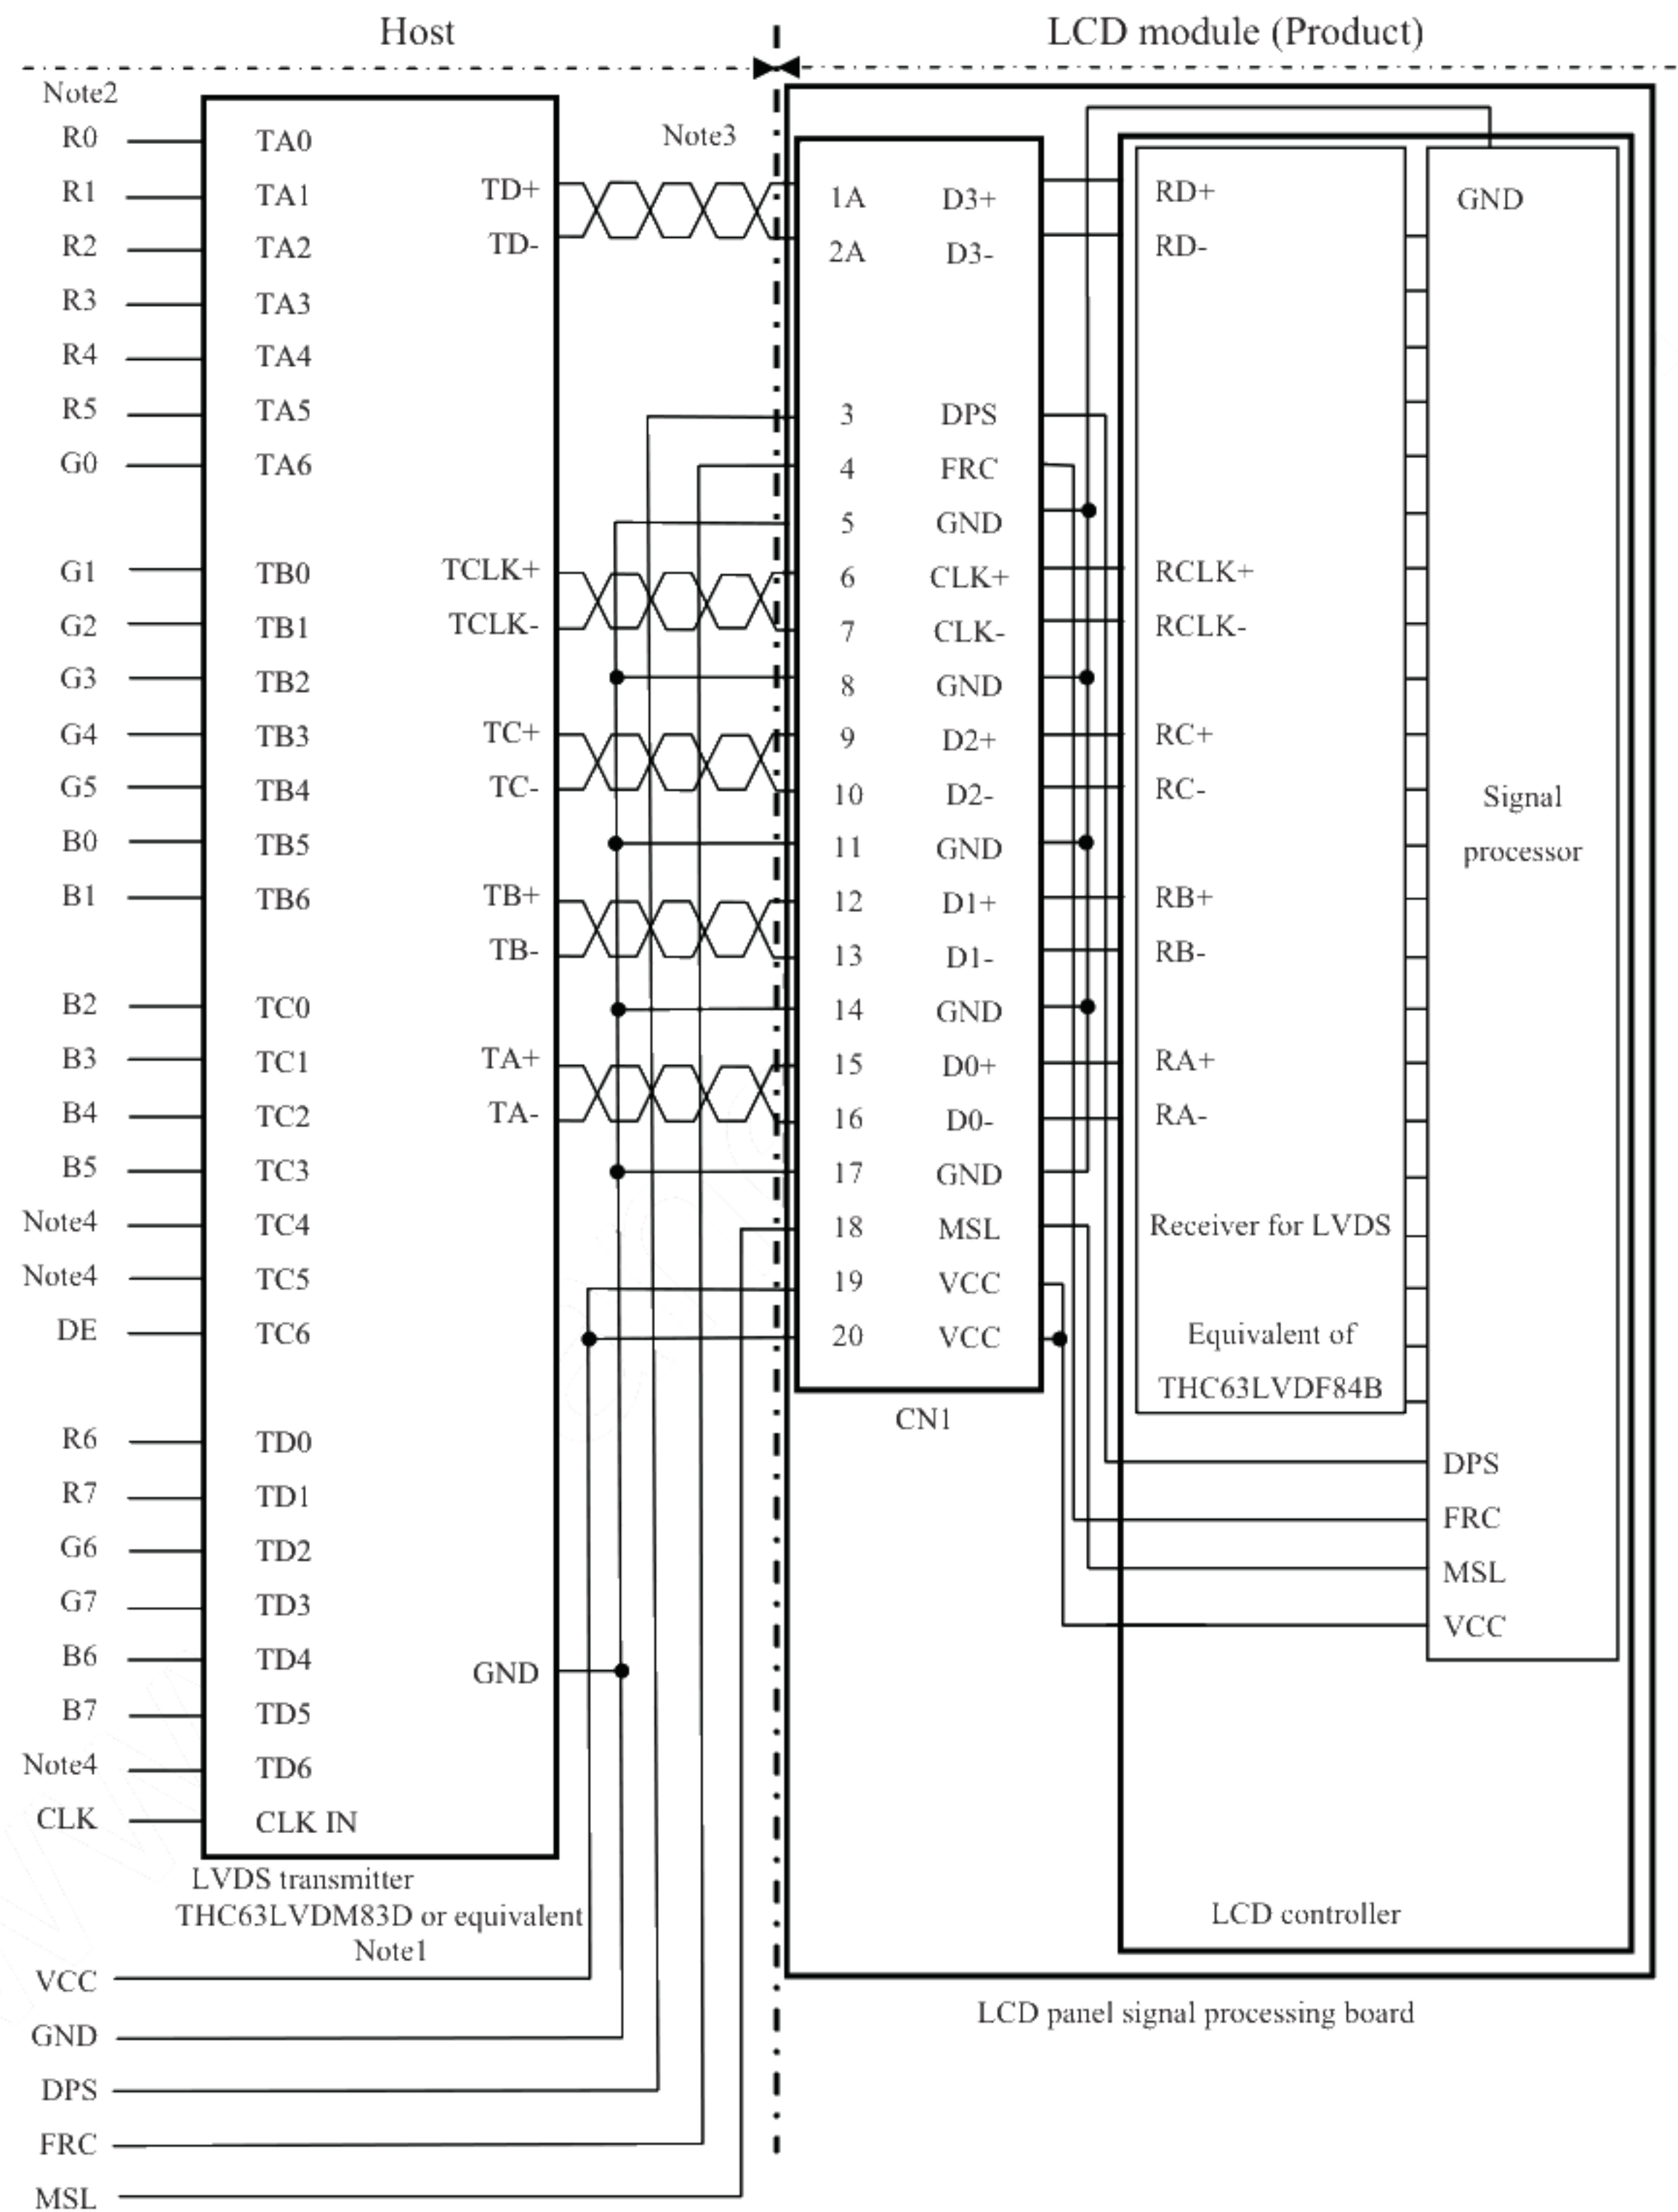 Host
LCD module (Product)
Note2
Note3
R0 TA0
R1 TA1
R2 TA2
R3 TA3
R4 TA4
R5 TA5
G0 TA6
G1 TB0
G2 TB1
G3 TB2
G4 TB3
G5 TB4
B0 TB5
B1 TB6
B2 TC0
B3 TC1
B4 TC2
B5 TC3
Note4 TC4
Note4 TC5
DE TC6
R6 TD0
R7 TD1
G6 TD2
G7 TD3
B6 TD4
B7 TD5
Note4 TD6
CLK CLK IN
TD+
TD-
TCLK+
TCLK-
TC+
TC-
TB+
TB-
TA+
TA-
GND
LVDS transmitter
THC63LVDM83D or equivalent
Note1
VCC
GND
DPS
FRC
MSL
1A D3+
2A D3-
3 DPS
4 FRC
5 GND
6 CLK+
7 CLK-
8 GND
9 D2+
10 D2-
11 GND
12 D1+
13 D1-
14 GND
15 D0+
16 D0-
17 GND
18 MSL
19 VCC
20 VCC
CN1
RD+
RD-
RCLK+
RCLK-
RC+
RC-
RB+
RB-
RA+
RA-
Receiver for LVDS
Equivalent of
THC63LVDF84B
GND
Signal
processor
DPS
FRC
MSL
VCC
LCD controller
LCD panel signal processing board